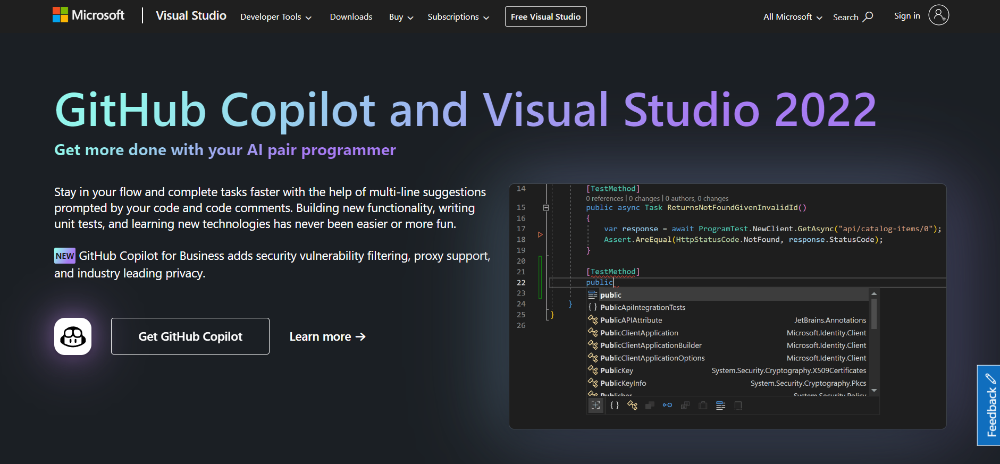 Microsoft
Visual Studio
Developer Tools
Downloads
Buy
Subscriptions
Free Visual Studio
All Microsoft
Search
Sign in
GitHub Copilot and Visual Studio 2022
Get more done with your AI pair programmer
Stay in your flow and complete tasks faster with the help of multi-line suggestions
prompted by your code and code comments. Building new functionality, writing
unit tests, and learning new technologies has never been easier or more fun.
NEW GitHub Copilot for Business adds security vulnerability filtering, proxy support,
and industry leading privacy.
Get GitHub Copilot
Learn more →
14 [TestMethod]
0 references | 0 changes | 0 authors, 0 changes
15 public async Task ReturnsNotFoundGivenInvalidId()
16 {
17 var response = await ProgramTest.NewClient.GetAsync("api/catalog-items/0");
18 Assert.AreEqual(HttpStatusCode.NotFound, response.StatusCode);
19 }
20
21 [TestMethod]
22 public
23
24 }
25 }
26
public
{ } PublicApiIntegrationTests
PublicAPIAttribute JetBrains.Annotations
PublicClientApplication Microsoft.Identity.Client
PublicClientApplicationBuilder Microsoft.Identity.Client
PublicClientApplicationOptions Microsoft.Identity.Client
PublicKey System.Security.Cryptography.X509Certificates
PublicKeyInfo System.Security.Cryptography.Pkcs
Publisher System.Security.Policy
{ }
Feedback